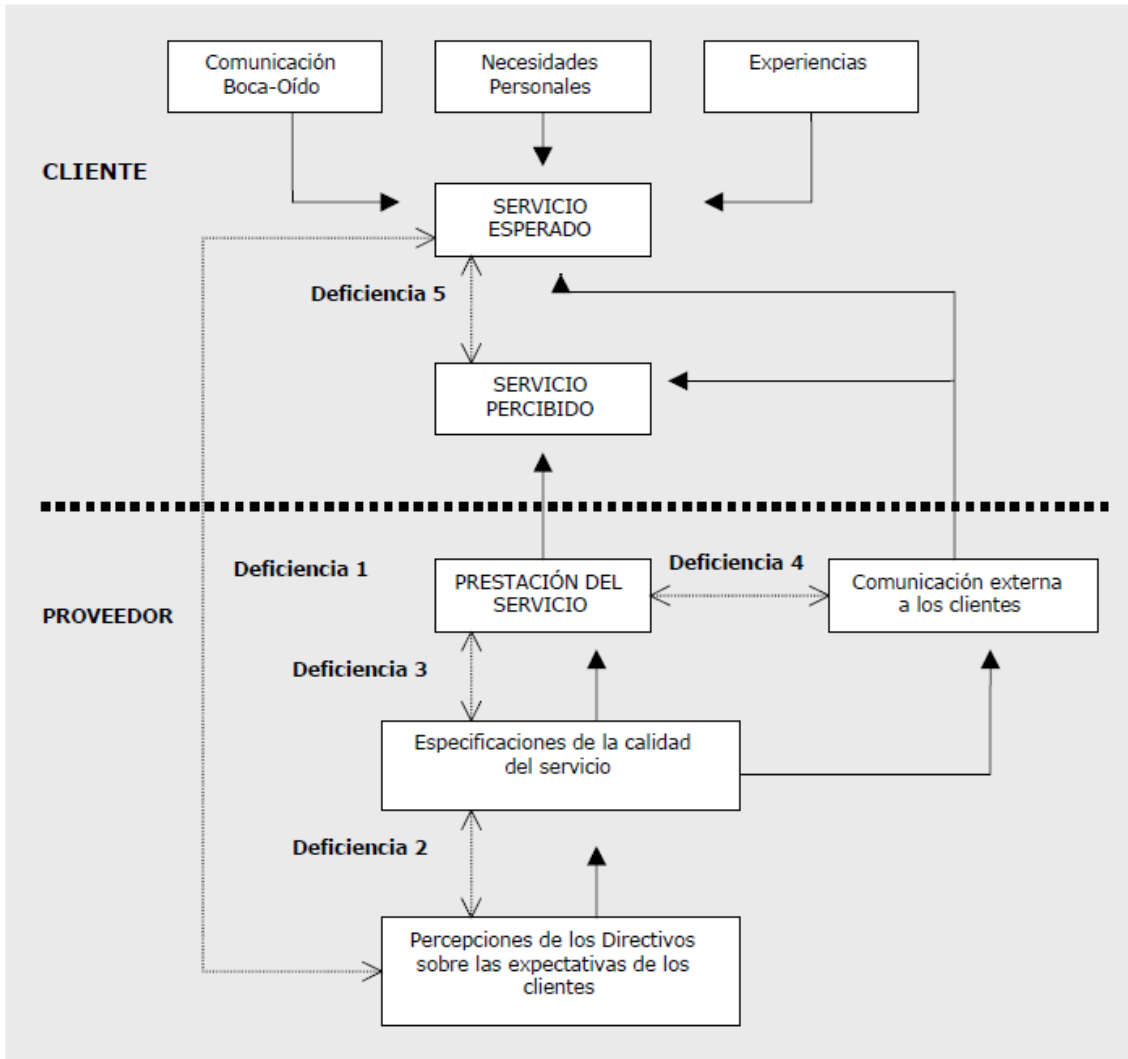 Comunicación
Boca-Oído
Necesidades
Personales
Experiencias
CLIENTE
SERVICIO
ESPERADO
Deficiencia 5
SERVICIO
PERCIBIDO
Deficiencia 1
PRESTACIÓN DEL
SERVICIO
Deficiencia 4
Comunicación externa
a los clientes
PROVEEDOR
Deficiencia 3
Especificaciones de la calidad
del servicio
Deficiencia 2
Percepciones de los Directivos
sobre las expectativas de los
clientes